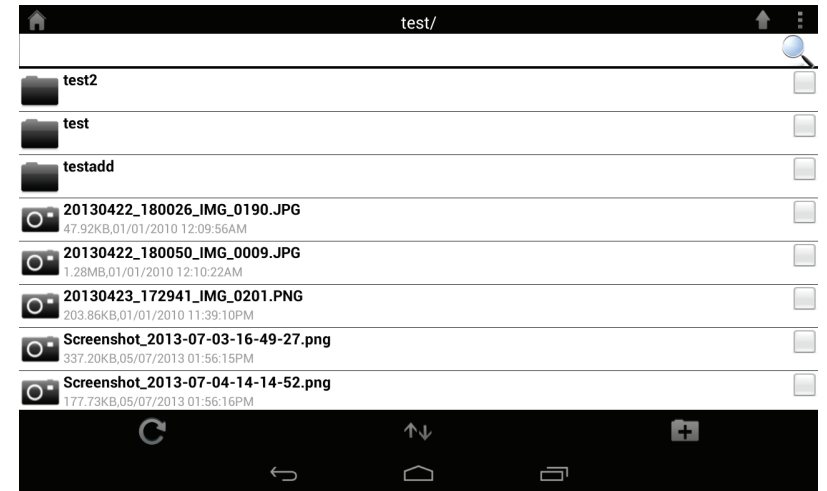 test/
test2
test
testadd
20130422_180026_IMG_0190.JPG
47.92KB,01/01/2010 12:09:56AM
20130422_180050_IMG_0009.JPG
1.28MB,01/01/2010 12:10:22AM
20130423_172941_IMG_0201.PNG
203.86KB,01/01/2010 11:39:10PM
Screenshot_2013-07-03-16-49-27.png
337.20KB,05/07/2013 01:56:15PM
Screenshot_2013-07-04-14-14-52.png
177.73KB,05/07/2013 01:56:16PM